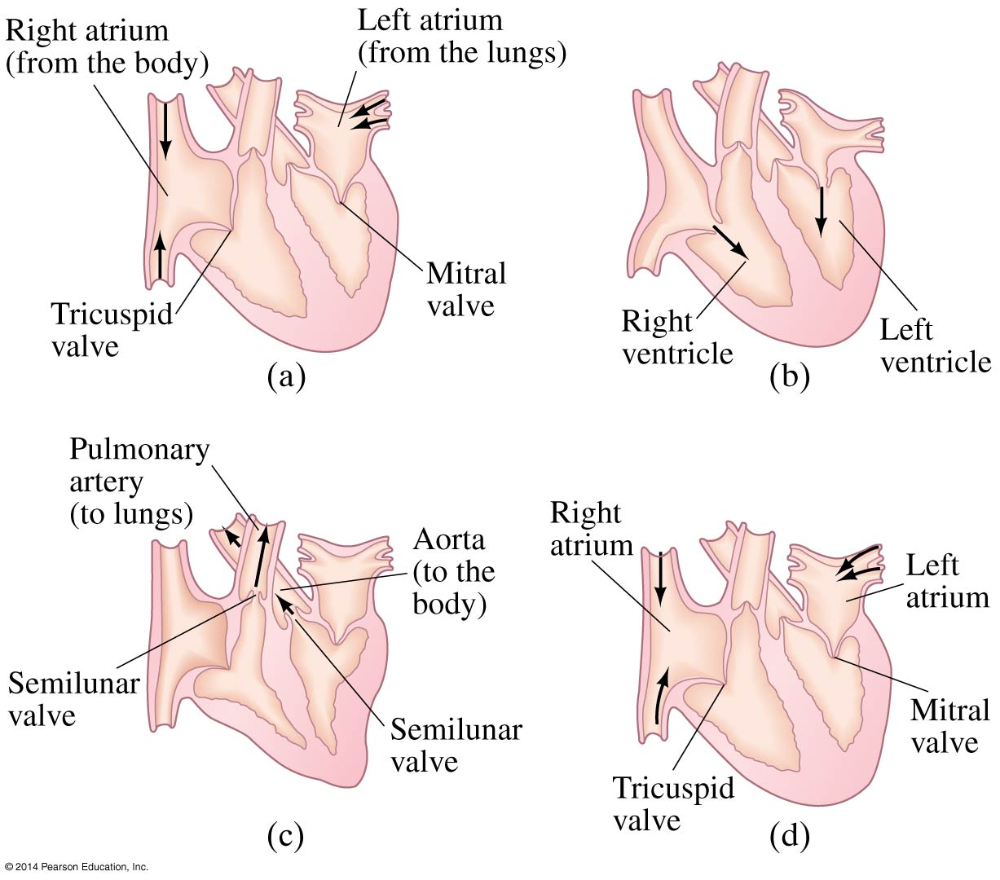 Right atrium
(from the body)
Left atrium
(from the lungs)
Mitral
valve
Tricuspid
valve
(a)
Right
ventricle
Left
ventricle
(b)
Pulmonary
artery
(to lungs)
Aorta
(to the
body)
Semilunar
valve
Semilunar
valve
(c)
Right
atrium
Left
atrium
Mitral
valve
Tricuspid
valve
(d)
© 2014 Pearson Education, Inc.